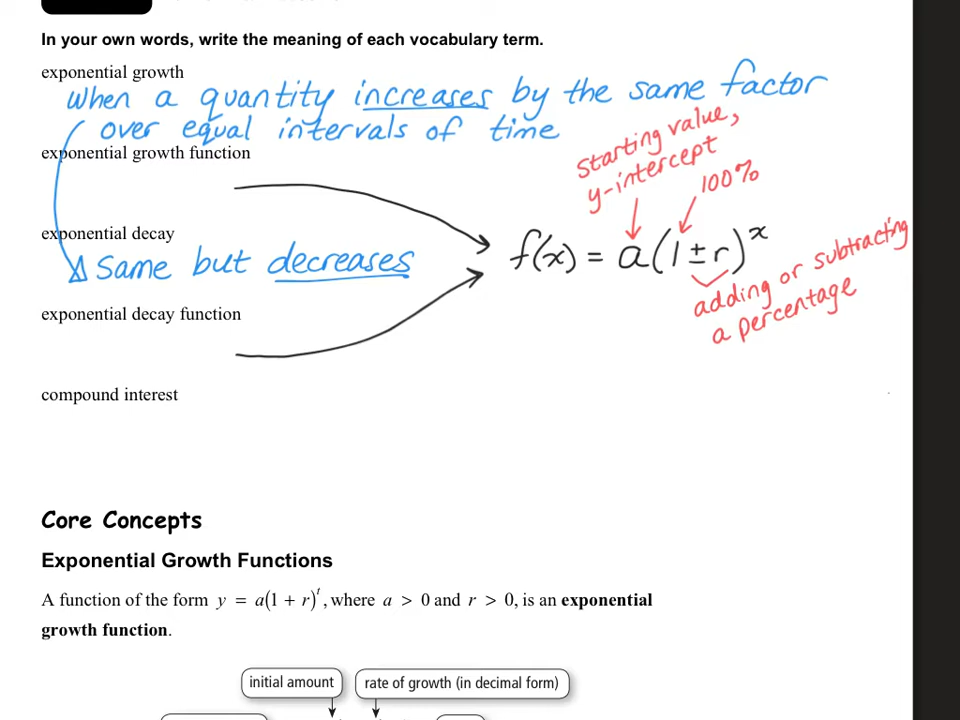 In your own words, write the meaning of each vocabulary term.
exponential growth
When a quantity increases by the same factor
over equal intervals of time
exponential growth function
starting value,
y-intercept
100%
f(x) = a(1 ± r)^x
adding or subtracting
a percentage
exponential decay
Same but decreases
exponential decay function
compound interest
Core Concepts
Exponential Growth Functions
A function of the form y = a(1 + r)^t, where a > 0 and r > 0, is an exponential
growth function.
initial amount
rate of growth (in decimal form)